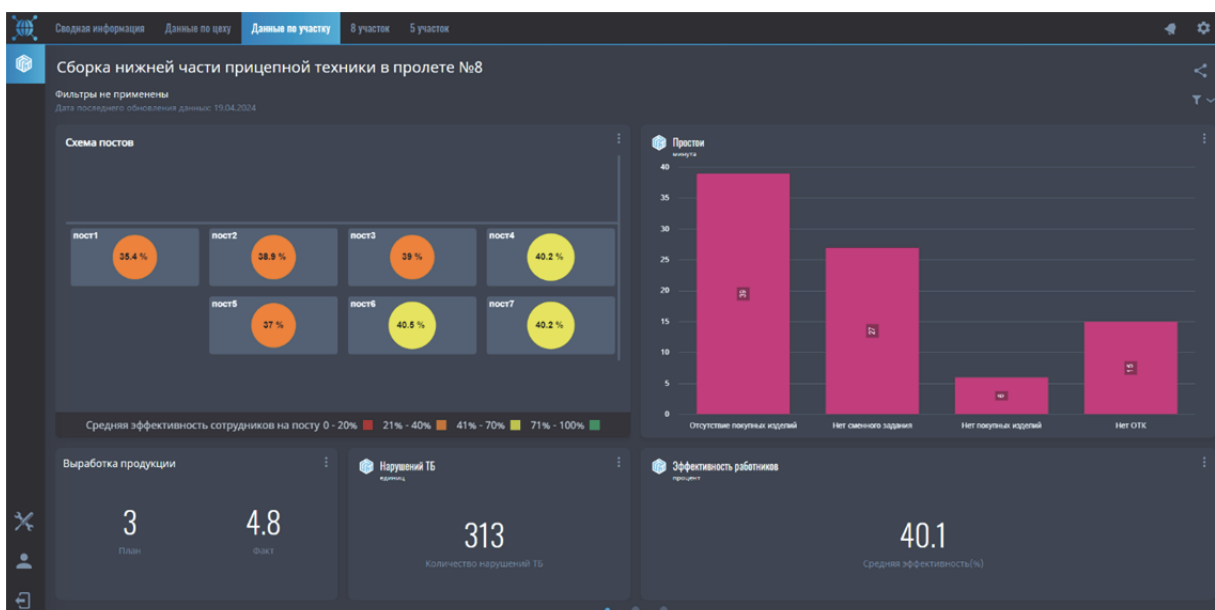 Сводная информация Данные по цеху Данные по участку 8 участок 5 участок
Сборка нижней части прицепной техники в пролете №8
Фильтры не применены
Дата последнего обновления данных: 19.04.2024
Схема постов
пост1 пост2 пост3 пост4
35.4 % 38.9 % 39 % 40.2 %
пост5 пост6 пост7
37 % 40.5 % 40.2 %
Средняя эффективность сотрудников на посту 0 - 20% 21% - 40% 41% - 70% 71% - 100%
Простои
минута
40
35
30
25
20
15
10
5
0
39
27
6
15
Отсутствие покупных изделий Нет сменного задания Нет покупных изделий Нет ОТК
Выработка продукции
3 4.8
План Факт
Нарушений ТБ
единиц
313
Количество нарушений ТБ
Эффективность работников
процент
40.1
Средняя эффективность(%)